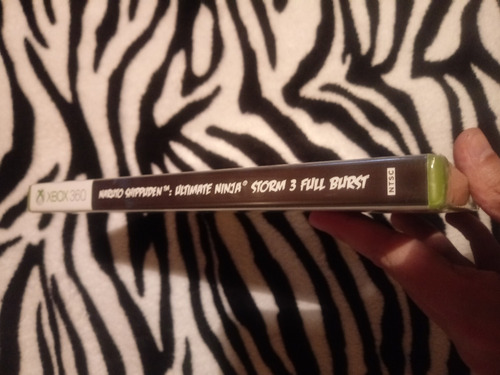 XBOX 360
NARUTO SHIPPUDEN™: ULTIMATE NINJA® STORM 3 FULL BURST
NTSC